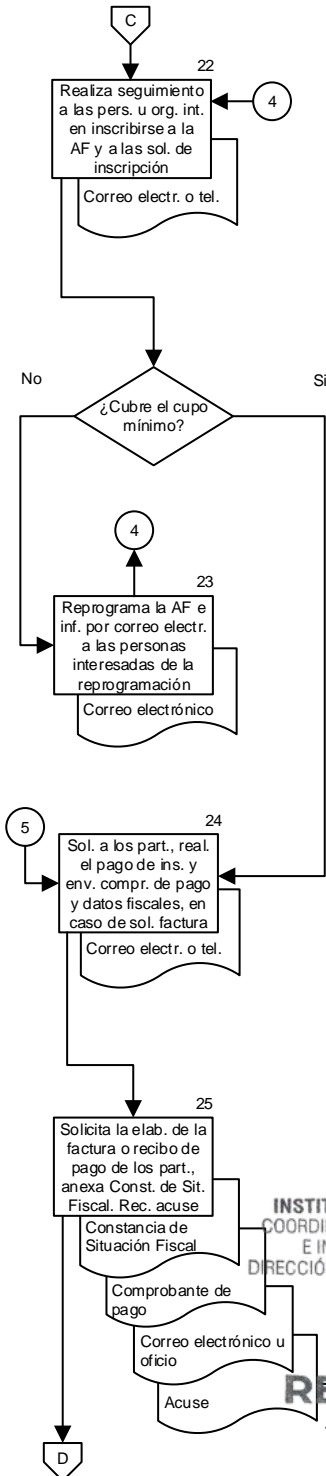 C
22
Realiza seguimiento
a las pers. u org. int.
en inscribirse a la
AF y a las sol. de
inscripción
4
Correo electr. o tel.
No
Si
¿Cubre el cupo
mínimo?
4
23
Reprograma la AF e
inf. por correo electr.
a las personas
interesadas de la
reprogramación
Correo electrónico
5
24
Sol. a los part., real.
el pago de ins. y
env. compr. de pago
y datos fiscales, en
caso de sol. factura
Correo electr. o tel.
25
Solicita la elab. de la
factura o recibo de
pago de los part.,
anexa Const. de Sit.
Fiscal. Rec. acuse
Constancia de
Situación Fiscal
Comprobante de
pago
Correo electrónico u
oficio
Acuse
INSTIT
COORDI
E IN
DIRECCIÓ
RE
D